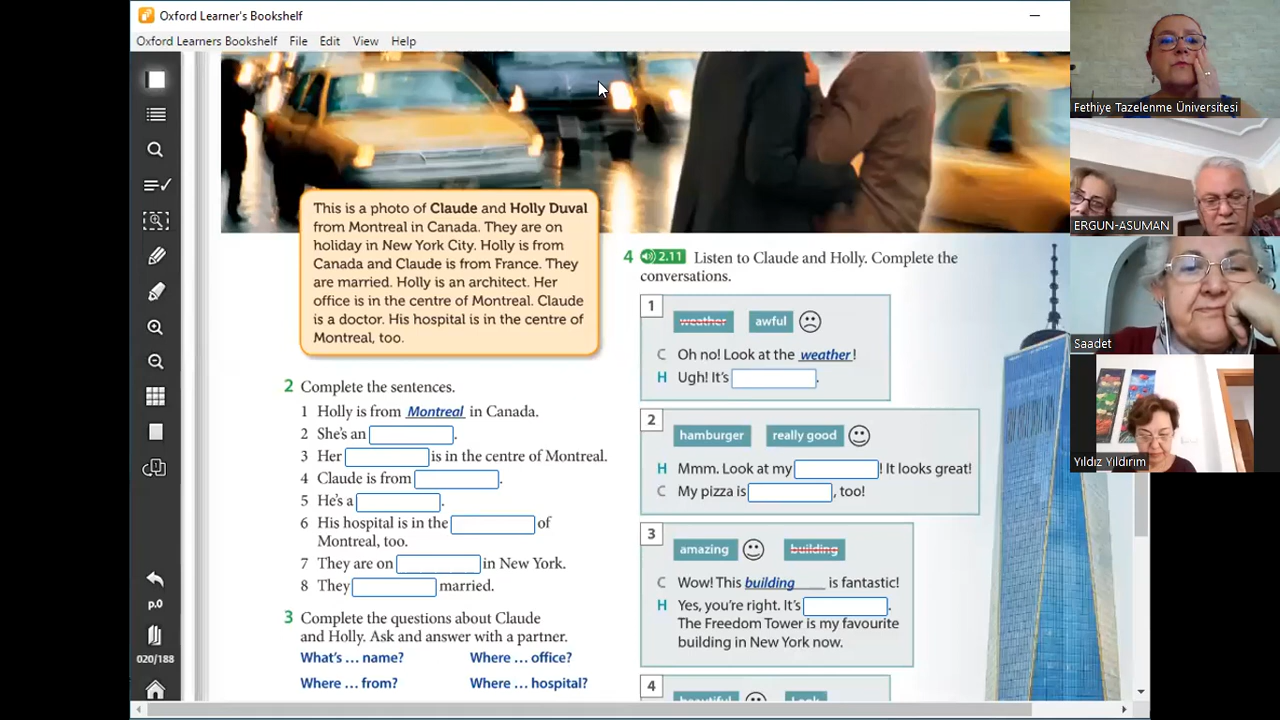 Oxford Learner's Bookshelf
Oxford Learners Bookshelf File Edit View Help
This is a photo of Claude and Holly Duval
from Montreal in Canada. They are on
holiday in New York City. Holly is from
Canada and Claude is from France. They
are married. Holly is an architect. Her
office is in the centre of Montreal. Claude
is a doctor. His hospital is in the centre of
Montreal, too.
2 Complete the sentences.
1 Holly is from Montreal in Canada.
2 She's an .
3 Her is in the centre of Montreal.
4 Claude is from .
5 He's a .
6 His hospital is in the of
Montreal, too.
7 They are on in New York.
8 They married.
3 Complete the questions about Claude
and Holly. Ask and answer with a partner.
What's … name? Where … office?
Where … from? Where … hospital?
4 2.11 Listen to Claude and Holly. Complete the
conversations.
1
weather awful
C Oh no! Look at the weather!
H Ugh! It's .
2
hamburger really good
H Mmm. Look at my ! It looks great!
C My pizza is , too!
3
amazing building
C Wow! This building is fantastic!
H Yes, you're right. It's .
The Freedom Tower is my favourite
building in New York now.
4
beautiful Look
p.0
020/188
Fethiye Tazelenme Üniversitesi
ERGUN-ASUMAN
Saadet
Yıldız Yıldırım